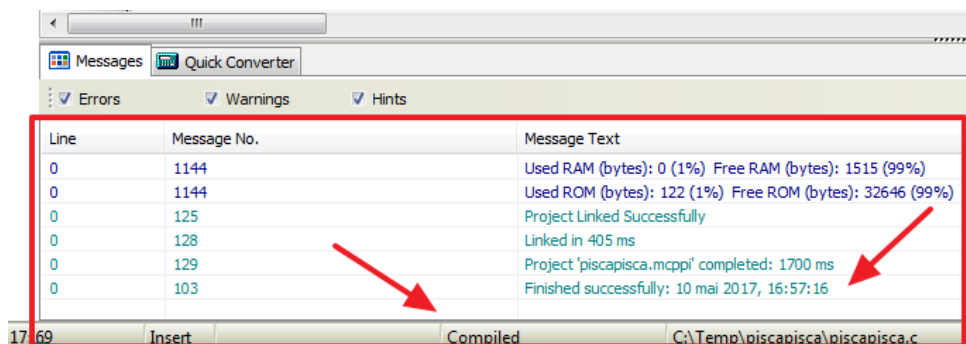 Messages Quick Converter
Errors Warnings Hints
Line Message No. Message Text
0 1144 Used RAM (bytes): 0 (1%) Free RAM (bytes): 1515 (99%)
0 1144 Used ROM (bytes): 122 (1%) Free ROM (bytes): 32646 (99%)
0 125 Project Linked Successfully
0 128 Linked in 405 ms
0 129 Project 'piscapisca.mcppi' completed: 1700 ms
0 103 Finished successfully: 10 mai 2017, 16:57:16
Insert Compiled C:\Temp\piscapisca\piscapisca.c